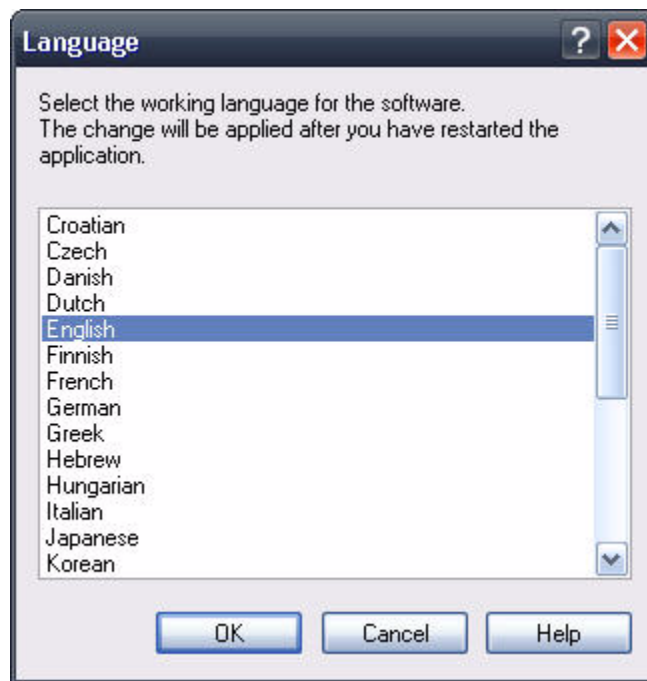 Language
Select the working language for the software.
The change will be applied after you have restarted the
application.
Croatian
Czech
Danish
Dutch
English
Finnish
French
German
Greek
Hebrew
Hungarian
Italian
Japanese
Korean
OK Cancel Help